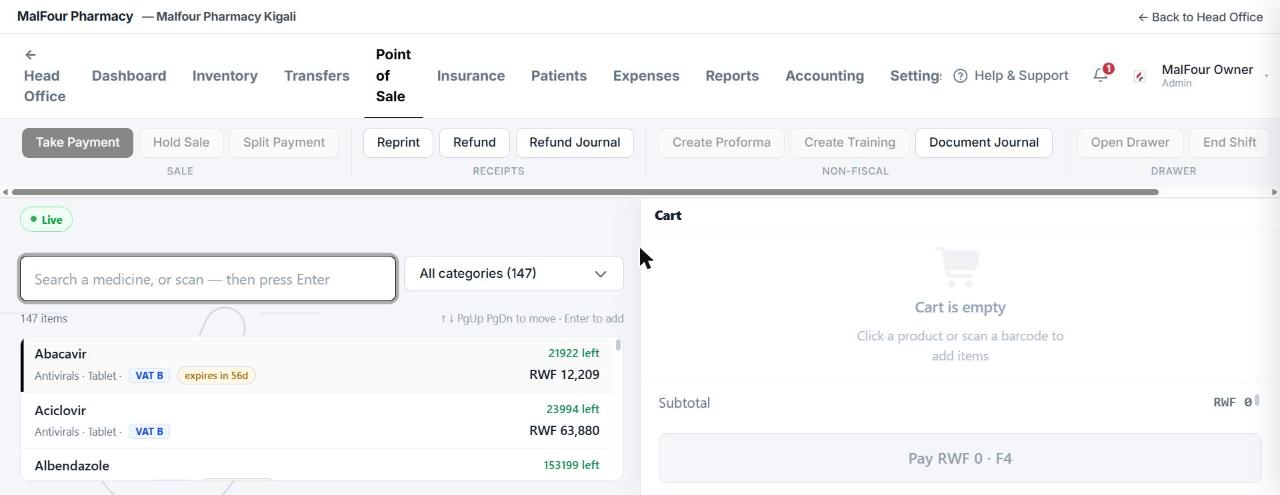 MalFour Pharmacy — Malfour Pharmacy Kigali
← Back to Head Office
← Head Office
Dashboard
Inventory
Transfers
Point of Sale
Insurance
Patients
Expenses
Reports
Accounting
Settings
Help & Support
1
MalFour Owner
Admin
Take Payment
Hold Sale
Split Payment
SALE
Reprint
Refund
Refund Journal
RECEIPTS
Create Proforma
Create Training
Document Journal
NON-FISCAL
Open Drawer
End Shift
DRAWER
Live
Search a medicine, or scan — then press Enter
All categories (147)
147 items
↑ ↓ PgUp PgDn to move · Enter to add
Abacavir
21922 left
Antivirals · Tablet · VAT B expires in 56d
RWF 12,209
Aciclovir
23994 left
Antivirals · Tablet · VAT B
RWF 63,880
Albendazole
153199 left
Cart
Cart is empty
Click a product or scan a barcode to
add items
Subtotal
RWF 0
Pay RWF 0 · F4